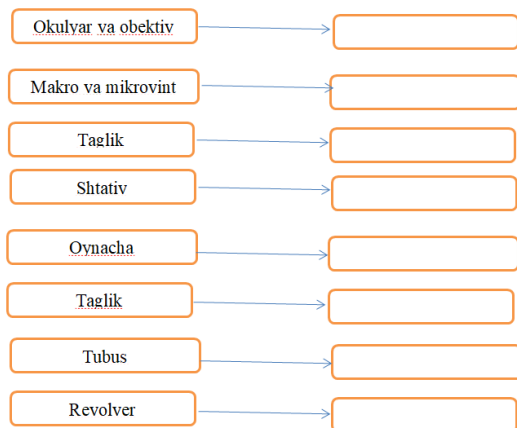 Okulyar va obektiv
Makro va mikrovint
Taglik
Shtativ
Oynacha
Taglik
Tubus
Revolver